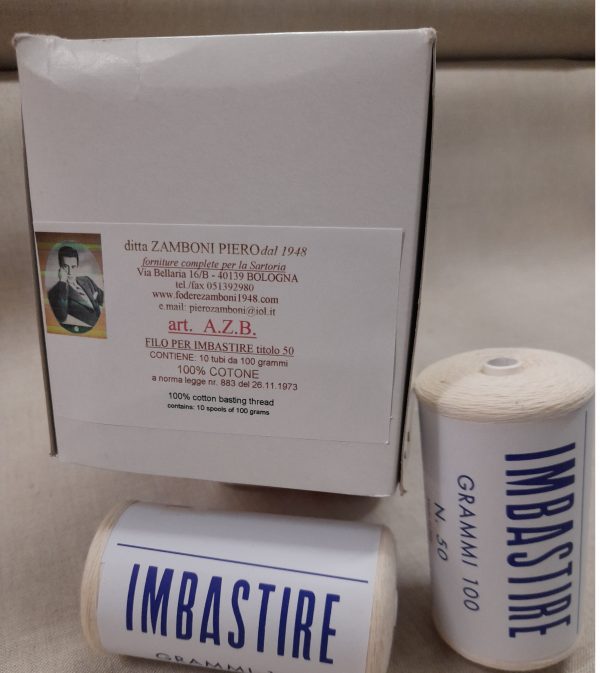 ditta ZAMBONI PIERO dal 1948
forniture complete per la Sartoria
Via Bellaria 16/B - 40139 BOLOGNA
tel./fax 051392980
www.foderezamboni1948.com
e.mail: pierozamboni@iol.it
art. A.Z.B.
FILO PER IMBASTIRE titolo 50
CONTIENE: 10 tubi da 100 grammi
100% COTONE
a norma legge nr. 883 del 26.11.1973
100% cotton basting thread
contains: 10 spools of 100 grams
IMBASTIRE
GRAMMI 100
N. 50
IMBASTIRE
GRAMMI 1